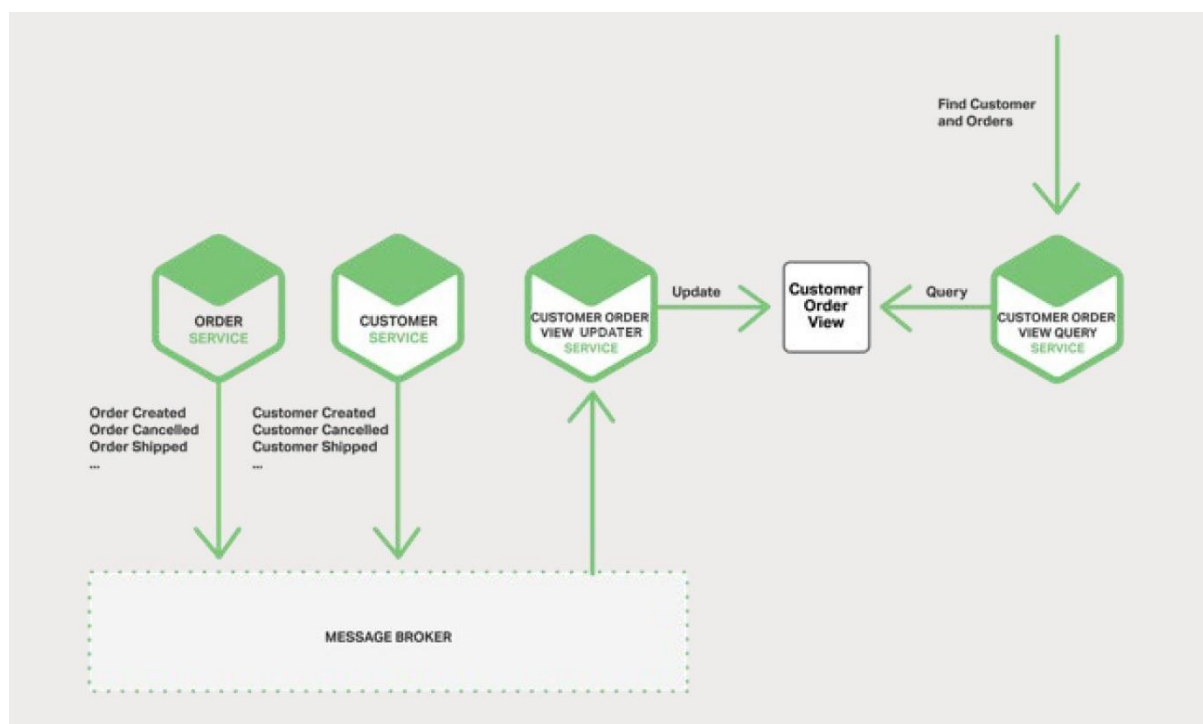 Find Customer
and Orders
ORDER
SERVICE
CUSTOMER
SERVICE
CUSTOMER ORDER
VIEW UPDATER
SERVICE
Update
Customer
Order
View
Query
CUSTOMER ORDER
VIEW QUERY
SERVICE
Order Created
Order Cancelled
Order Shipped
...
Customer Created
Customer Cancelled
Customer Shipped
...
MESSAGE BROKER